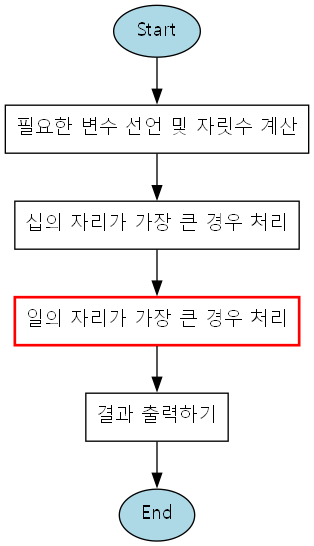 Start
필요한 변수 선언 및 자릿수 계산
십의 자리가 가장 큰 경우 처리
일의 자리가 가장 큰 경우 처리
결과 출력하기
End